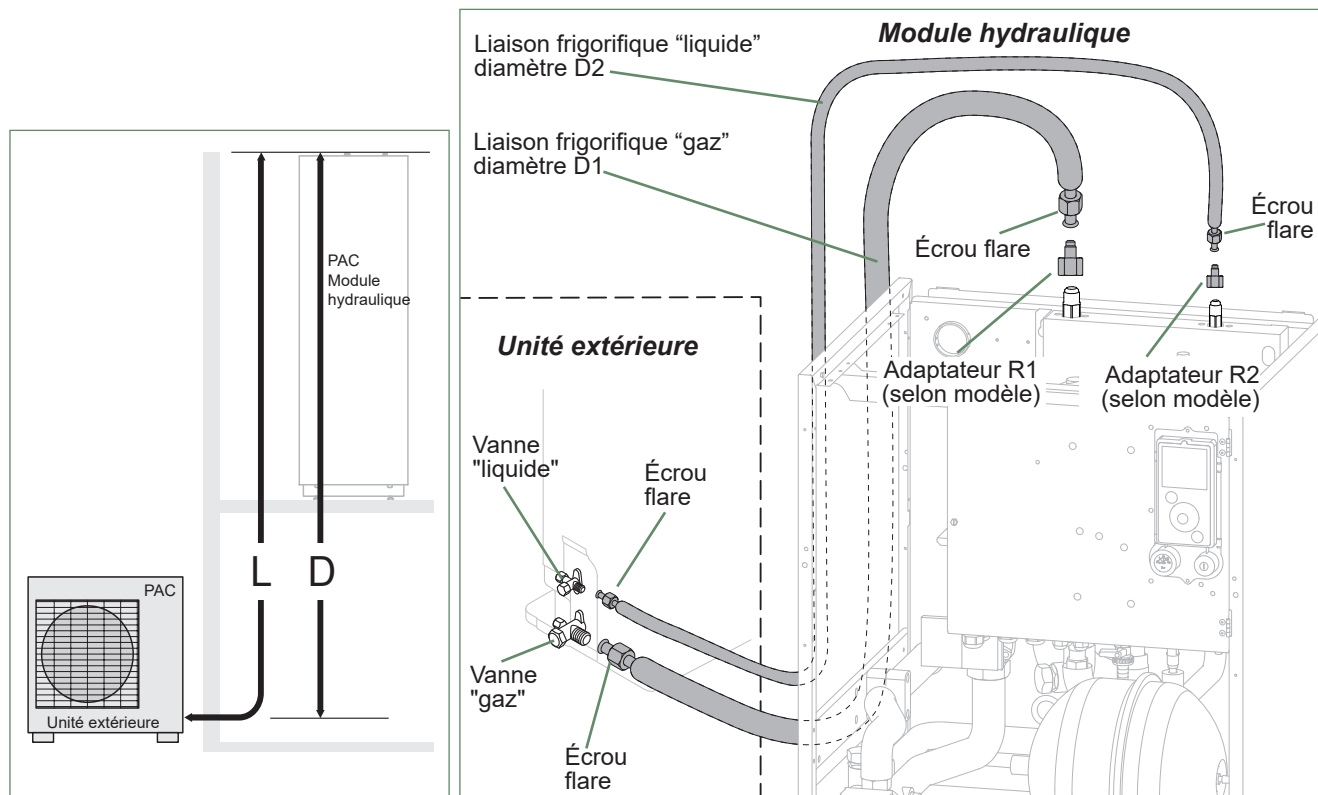 PAC
Module
hydraulique
L
D
PAC
Unité extérieure
Module hydraulique
Liaison frigorifique “liquide”
diamètre D2
Liaison frigorifique “gaz”
diamètre D1
Écrou flare
Écrou
flare
Adaptateur R1
(selon modèle)
Adaptateur R2
(selon modèle)
Unité extérieure
Vanne
"liquide"
Écrou
flare
Vanne
"gaz"
Écrou
flare